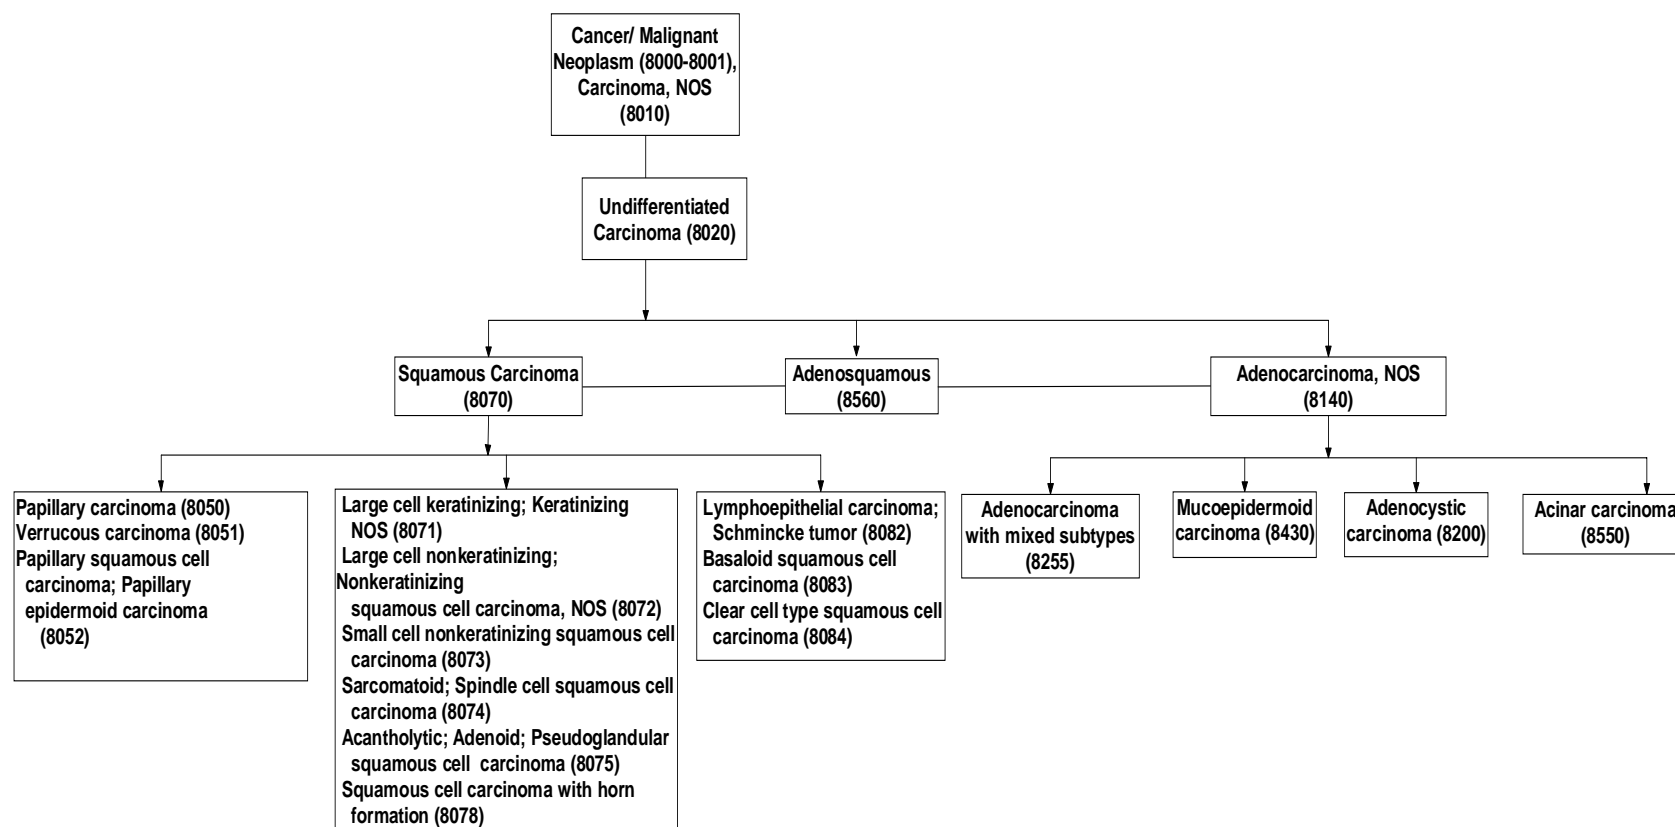 Cancer/ Malignant
Neoplasm (8000-8001),
Carcinoma, NOS
(8010)
Undifferentiated
Carcinoma (8020)
Squamous Carcinoma
(8070)
Adenosquamous
(8560)
Adenocarcinoma, NOS
(8140)
Papillary carcinoma (8050)
Verrucous carcinoma (8051)
Papillary squamous cell
carcinoma; Papillary
epidermoid carcinoma
(8052)
Large cell keratinizing; Keratinizing
NOS (8071)
Large cell nonkeratinizing;
Nonkeratinizing
squamous cell carcinoma, NOS (8072)
Small cell nonkeratinizing squamous cell
carcinoma (8073)
Sarcomatoid; Spindle cell squamous cell
carcinoma (8074)
Acantholytic; Adenoid; Pseudoglandular
squamous cell carcinoma (8075)
Squamous cell carcinoma with horn
formation (8078)
Lymphoepithelial carcinoma;
Schmincke tumor (8082)
Basaloid squamous cell
carcinoma (8083)
Clear cell type squamous cell
carcinoma (8084)
Adenocarcinoma
with mixed subtypes
(8255)
Mucoepidermoid
carcinoma (8430)
Adenocystic
carcinoma (8200)
Acinar carcinoma
(8550)